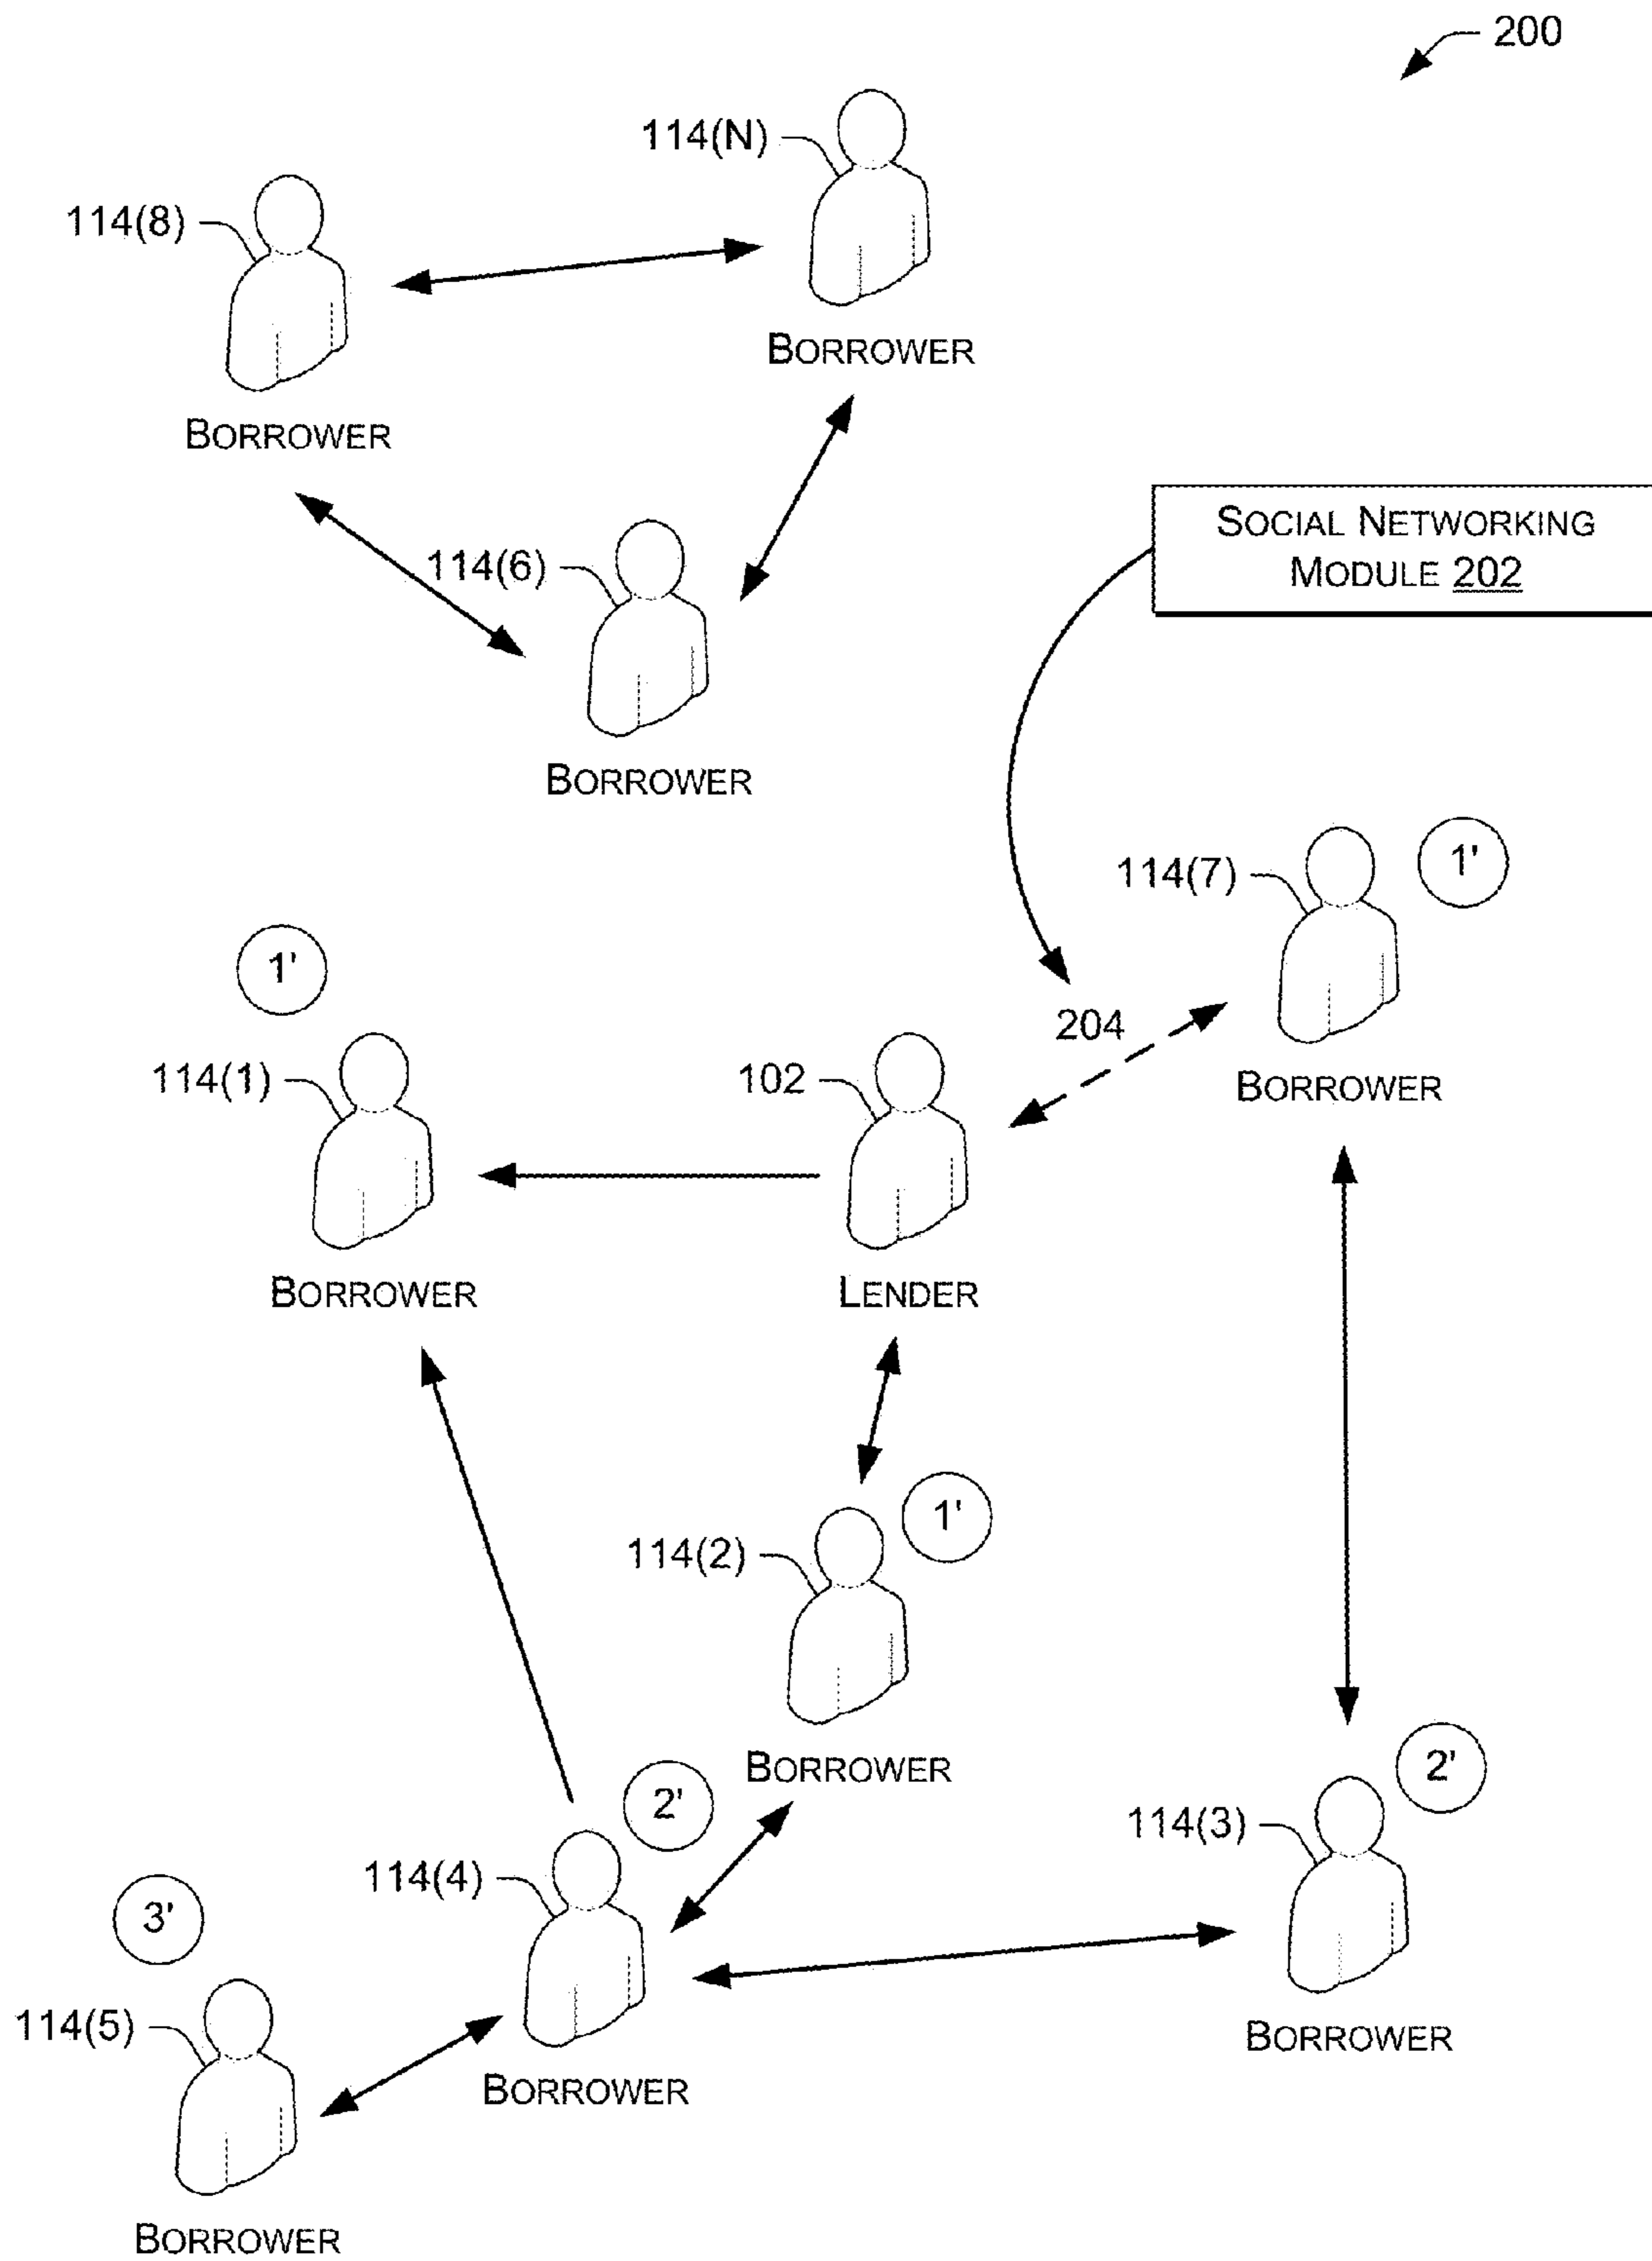 200
114(N)
114(8)
BORROWER
BORROWER
SOCIAL NETWORKING
MODULE 202
114(6)
BORROWER
114(7)
1'
1'
204
114(1)
102
BORROWER
BORROWER
LENDER
1'
114(2)
BORROWER
2'
2'
114(3)
114(4)
3'
114(5)
BORROWER
BORROWER
BORROWER